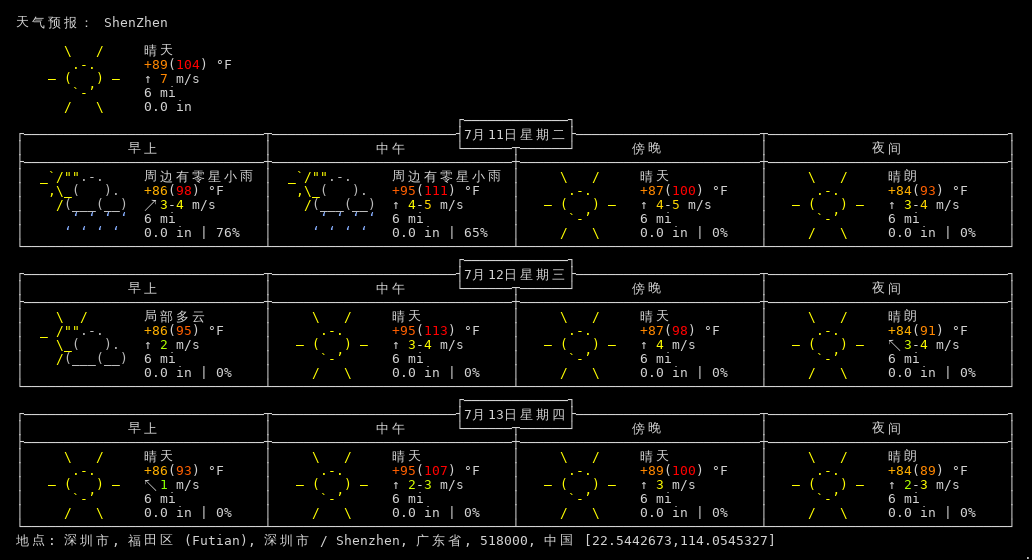 天气预报： ShenZhen
晴天
+89(104) °F
↑ 7 m/s
6 mi
0.0 in
7月11日星期二
早上 中午 傍晚 夜间
周边有零星小雨 周边有零星小雨 晴天 晴朗
+86(98) °F +95(111) °F +87(100) °F +84(93) °F
↗ 3-4 m/s ↑ 4-5 m/s ↑ 4-5 m/s ↑ 3-4 m/s
6 mi 6 mi 6 mi 6 mi
0.0 in | 76% 0.0 in | 65% 0.0 in | 0% 0.0 in | 0%
7月12日星期三
早上 中午 傍晚 夜间
局部多云 晴天 晴天 晴朗
+86(95) °F +95(113) °F +87(98) °F +84(91) °F
↑ 2 m/s ↑ 3-4 m/s ↑ 4 m/s ↖ 3-4 m/s
6 mi 6 mi 6 mi 6 mi
0.0 in | 0% 0.0 in | 0% 0.0 in | 0% 0.0 in | 0%
7月13日星期四
早上 中午 傍晚 夜间
晴天 晴天 晴天 晴朗
+86(93) °F +95(107) °F +89(100) °F +84(89) °F
↖ 1 m/s ↑ 2-3 m/s ↑ 3 m/s ↑ 2-3 m/s
6 mi 6 mi 6 mi 6 mi
0.0 in | 0% 0.0 in | 0% 0.0 in | 0% 0.0 in | 0%
地点: 深圳市, 福田区 (Futian), 深圳市 / Shenzhen, 广东省, 518000, 中国 [22.5442673,114.0545327]